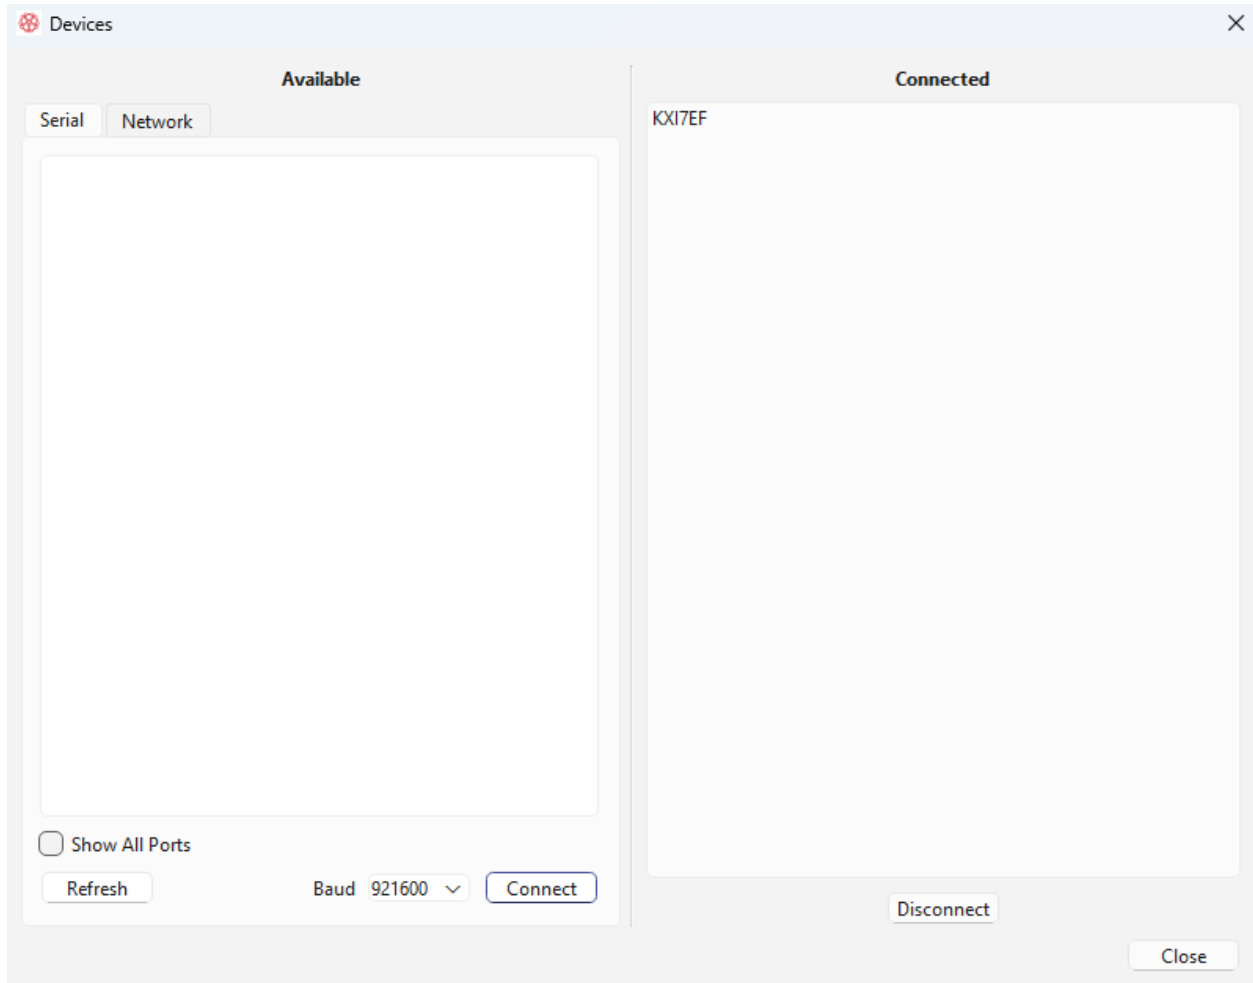 Devices
Available
Serial Network
Show All Ports
Refresh Baud 921600 Connect
Connected
KXI7EF
Disconnect
Close